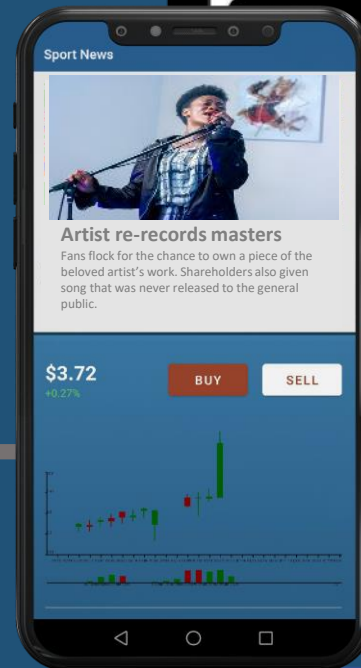 Sport News
Artist re-records masters
Fans flock for the chance to own a piece of the
beloved artist's work. Shareholders also given
song that was never released to the general
public.
$3.72
+0.27%
BUY
SELL